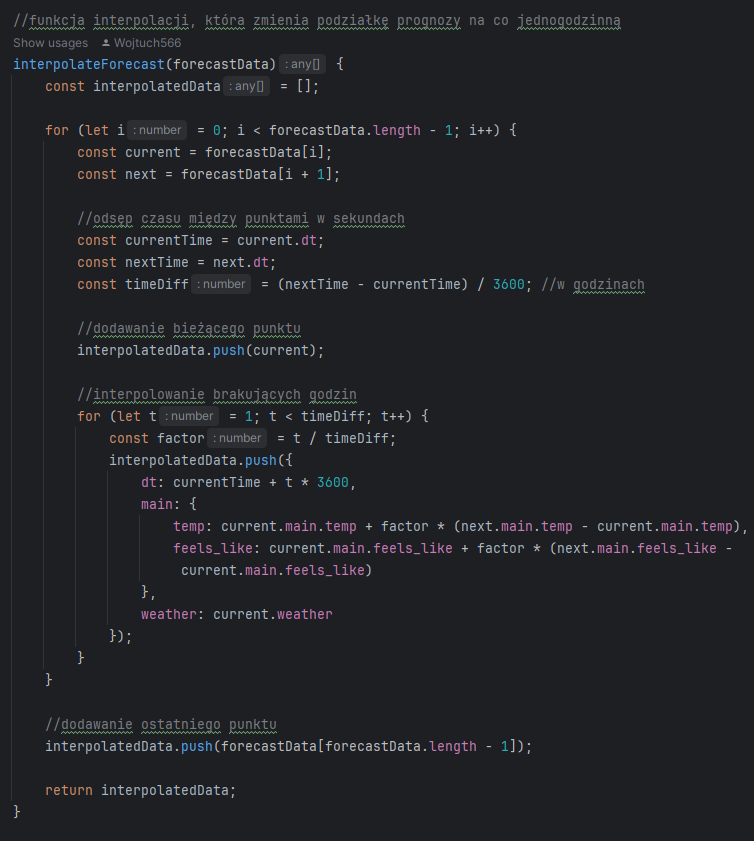 //funkcja interpolacji, która zmienia podziałkę prognozy na co jednogodzinną
Show usages Wojtuch566
interpolateForecast(forecastData) : any[] {
    const interpolatedData : any[] = [];
    for (let i : number = 0; i < forecastData.length - 1; i++) {
        const current = forecastData[i];
        const next = forecastData[i + 1];
        //odsęp czasu między punktami w sekundach
        const currentTime = current.dt;
        const nextTime = next.dt;
        const timeDiff : number = (nextTime - currentTime) / 3600; //w godzinach
        //dodawanie bieżącego punktu
        interpolatedData.push(current);
        //interpolowanie brakujących godzin
        for (let t : number = 1; t < timeDiff; t++) {
            const factor : number = t / timeDiff;
            interpolatedData.push({
                dt: currentTime + t * 3600,
                main: {
                    temp: current.main.temp + factor * (next.main.temp - current.main.temp),
                    feels_like: current.main.feels_like + factor * (next.main.feels_like -
                     current.main.feels_like)
                },
                weather: current.weather
            });
        }
    }
    //dodawanie ostatniego punktu
    interpolatedData.push(forecastData[forecastData.length - 1]);
    return interpolatedData;
}